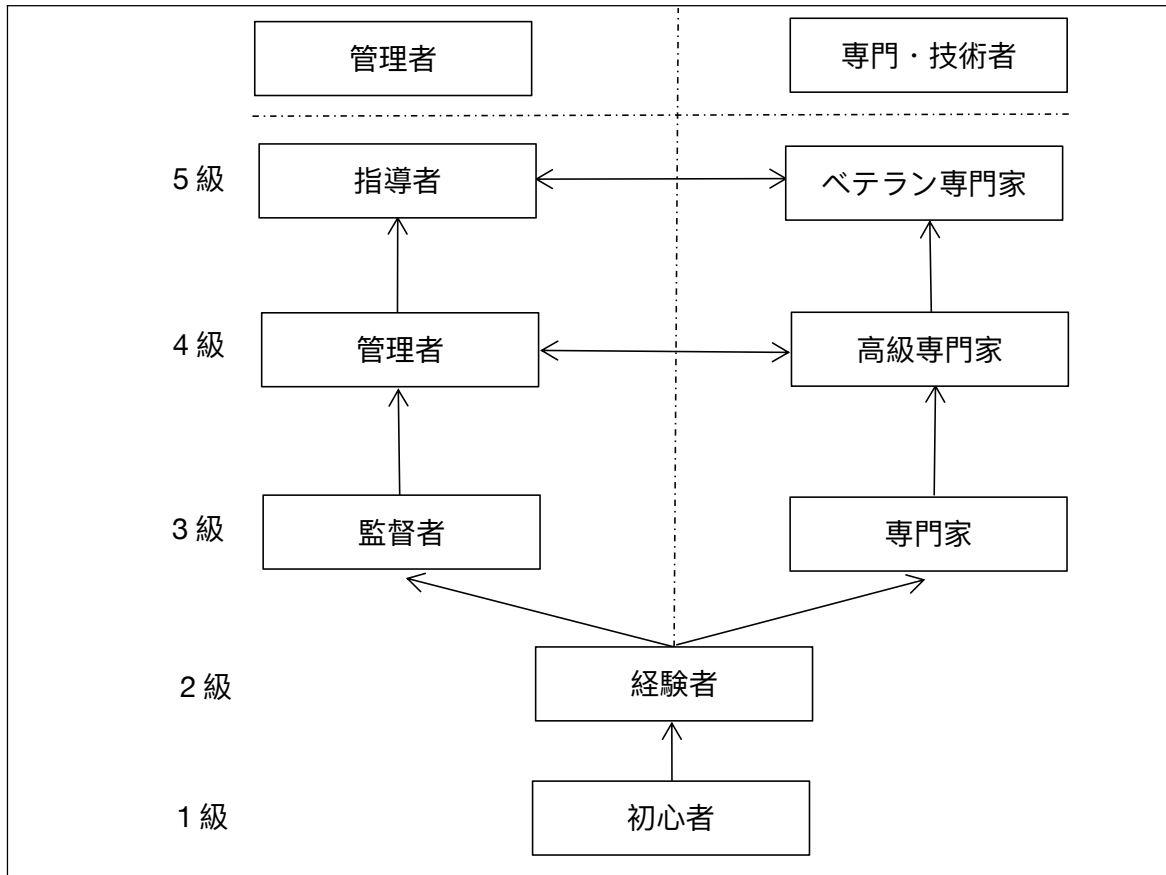 管理者
専門・技術者
5 級
指導者
ベテラン専門家
4 級
管理者
高級専門家
3 級
監督者
専門家
2 級
経験者
1 級
初心者